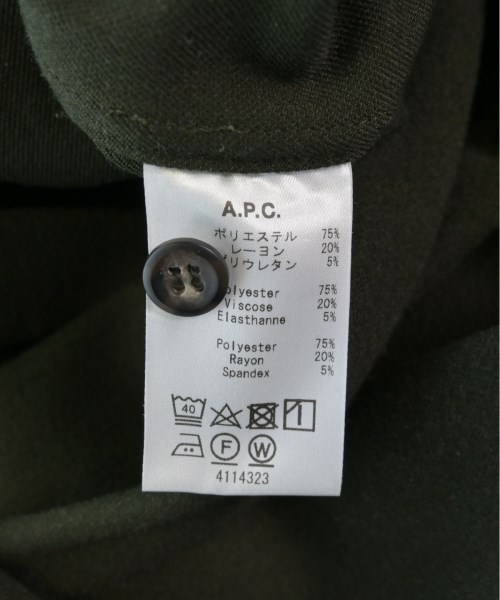 A.P.C.
ポリエステル 75%
レーヨン 20%
ポリウレタン 5%
olyester 75%
Viscose 20%
Elasthanne 5%
Polyester 75%
Rayon 20%
Spandex 5%
40
F W
4114323